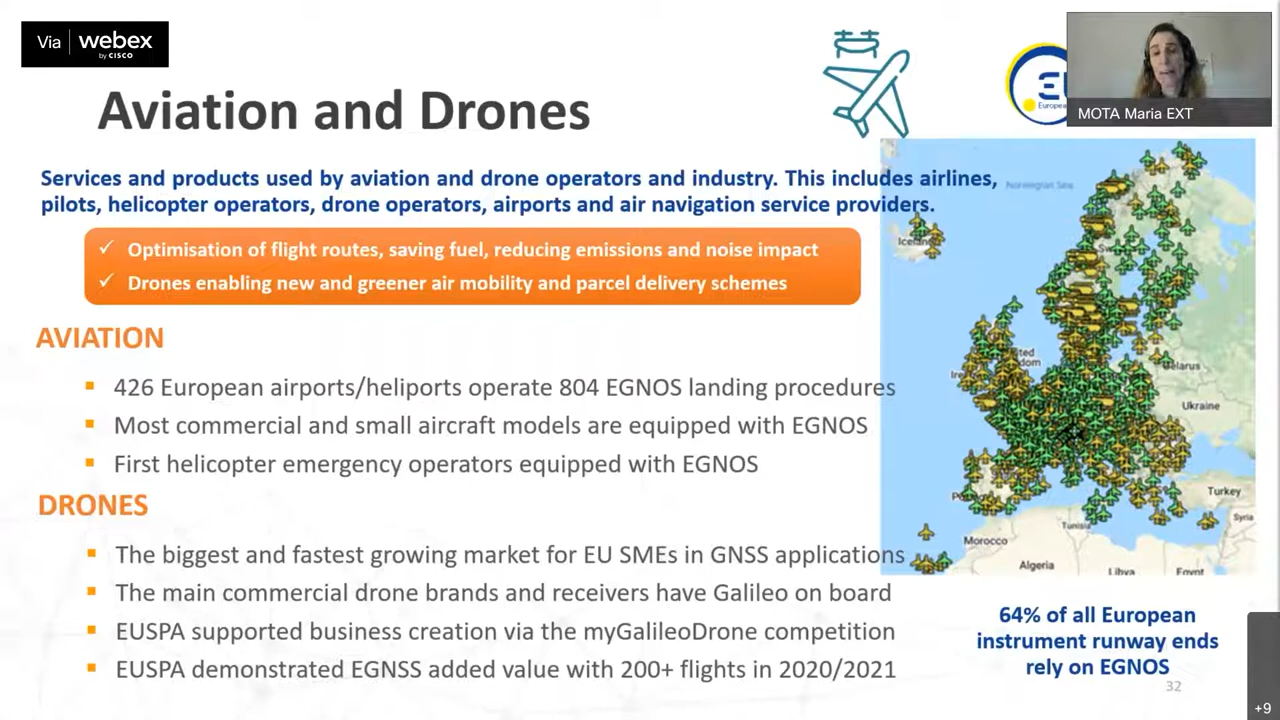 Via webex
by CISCO
MOTA Maria EXT
Aviation and Drones
Services and products used by aviation and drone operators and industry. This includes airlines,
pilots, helicopter operators, drone operators, airports and air navigation service providers.
✓ Optimisation of flight routes, saving fuel, reducing emissions and noise impact
✓ Drones enabling new and greener air mobility and parcel delivery schemes
AVIATION
▪ 426 European airports/heliports operate 804 EGNOS landing procedures
▪ Most commercial and small aircraft models are equipped with EGNOS
▪ First helicopter emergency operators equipped with EGNOS
DRONES
▪ The biggest and fastest growing market for EU SMEs in GNSS applications
▪ The main commercial drone brands and receivers have Galileo on board
▪ EUSPA supported business creation via the myGalileoDrone competition
▪ EUSPA demonstrated EGNSS added value with 200+ flights in 2020/2021
Norwegian Sea
Iceland
Belarus
Ukraine
Turkey
Syria
Tunisia
Morocco
Algeria
Libya
Egypt
64% of all European
instrument runway ends
rely on EGNOS
32
+9